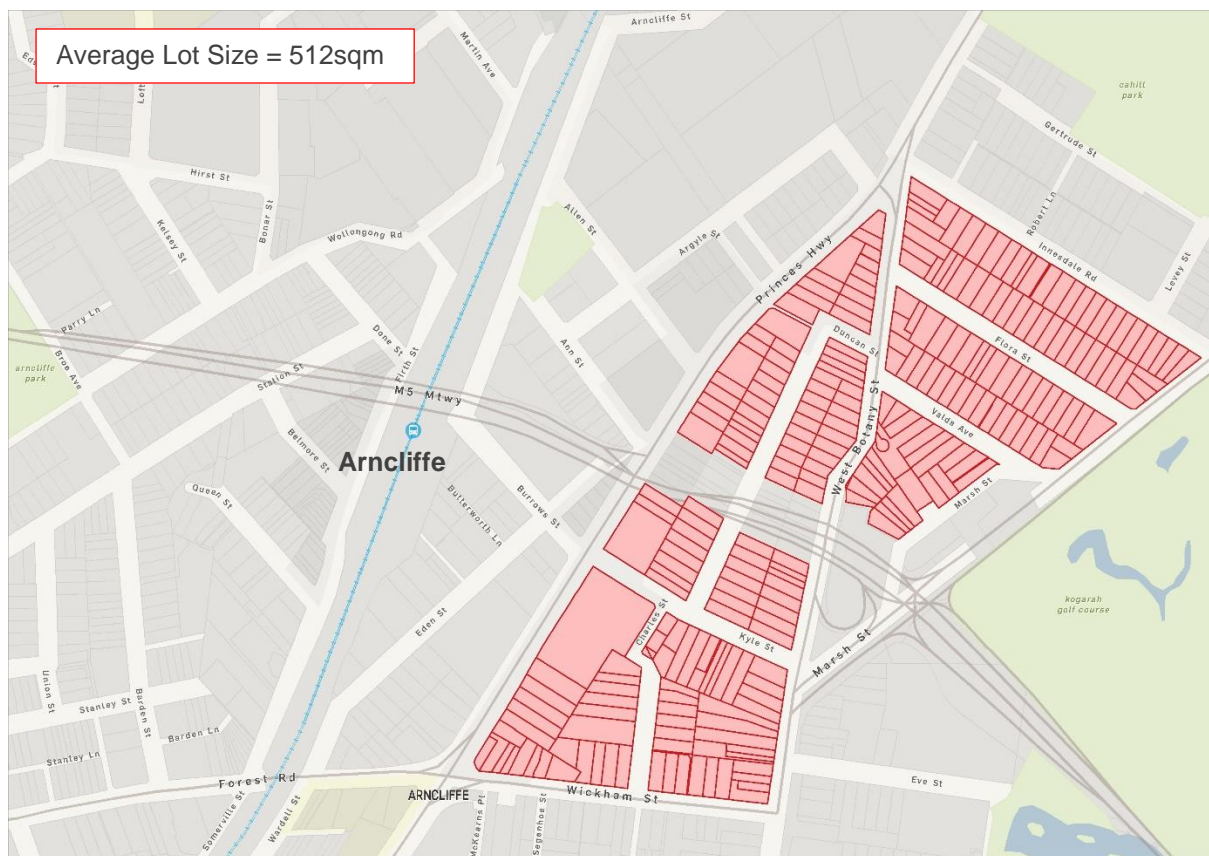 Average Lot Size = 512sqm
Arncliffe St
Martin Ave
cahill
park
Gertrude St
Hirst St
Kelsey St
Bonar St
Wollongong Rd
Allen St
Argyle St
Princes Hwy
Robert Ln
Innesdale Rd
Levey St
Parry Ln
Broe Ave
arncliffe
park
Done St
Firth St
Station St
M5 Mtwy
Ann St
Duncan St
Flora St
West Botany St
Valda Ave
Marsh St
Belmore St
Arncliffe
Queen St
Butterworth Ln
Burrows St
Eden St
Charles St
Kyle St
Marsh St
kogarah
golf course
Union St
Stanley St
Barden St
Barden Ln
Stanley Ln
Forest Rd
Somerville St
Wardell St
ARNCLIFFE
Wickham St
McKearns Pl
Segenhoe St
Eve St